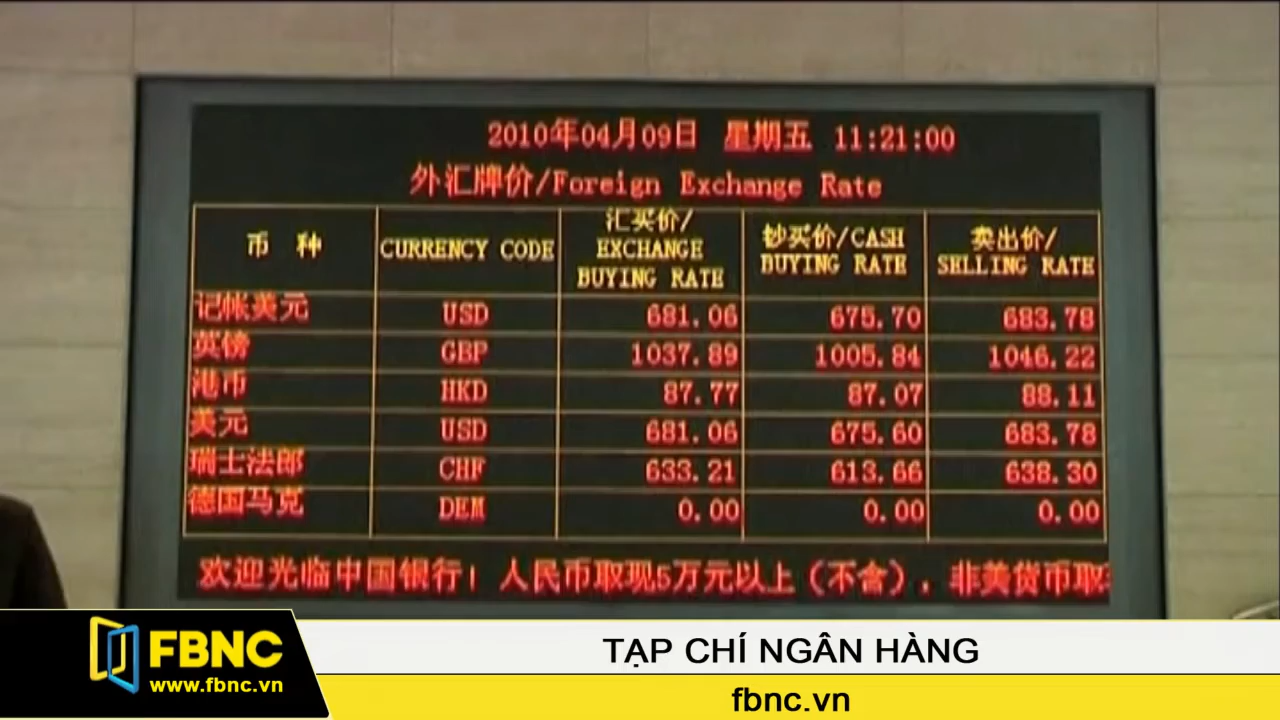 2010年04月09日 星期五 11:21:00
外汇牌价/Foreign Exchange Rate
币 种 CURRENCY CODE 汇买价/EXCHANGE BUYING RATE 钞买价/CASH BUYING RATE 卖出价/SELLING RATE
记帐美元 USD 681.06 675.70 683.78
英镑 GBP 1037.89 1005.84 1046.22
港币 HKD 87.77 87.07 88.11
美元 USD 681.06 675.60 683.78
瑞士法郎 CHF 633.21 613.66 638.30
德国马克 DEM 0.00 0.00 0.00
欢迎光临中国银行! 人民币取现5万元以上（不含），非美货币取
FBNC
www.fbnc.vn
TẠP CHÍ NGÂN HÀNG
fbnc.vn